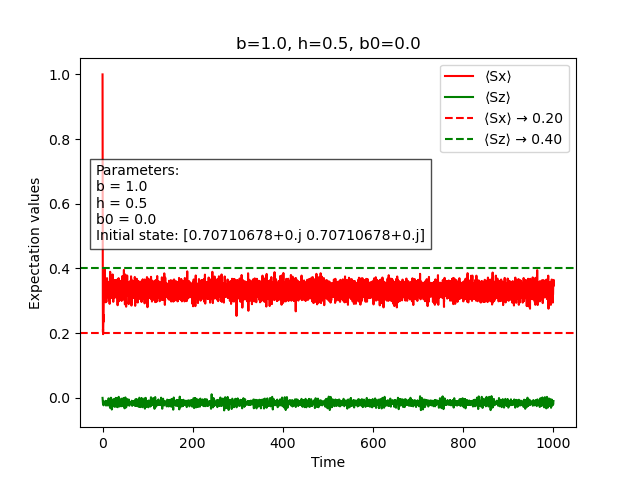 b=1.0, h=0.5, b0=0.0
1.0
0.8
0.6
0.4
0.2
0.0
Expectation values
⟨Sx⟩
⟨Sz⟩
⟨Sx⟩ → 0.20
⟨Sz⟩ → 0.40
Parameters:
b = 1.0
h = 0.5
b0 = 0.0
Initial state: [0.70710678+0.j 0.70710678+0.j]
0
200
400
600
800
1000
Time